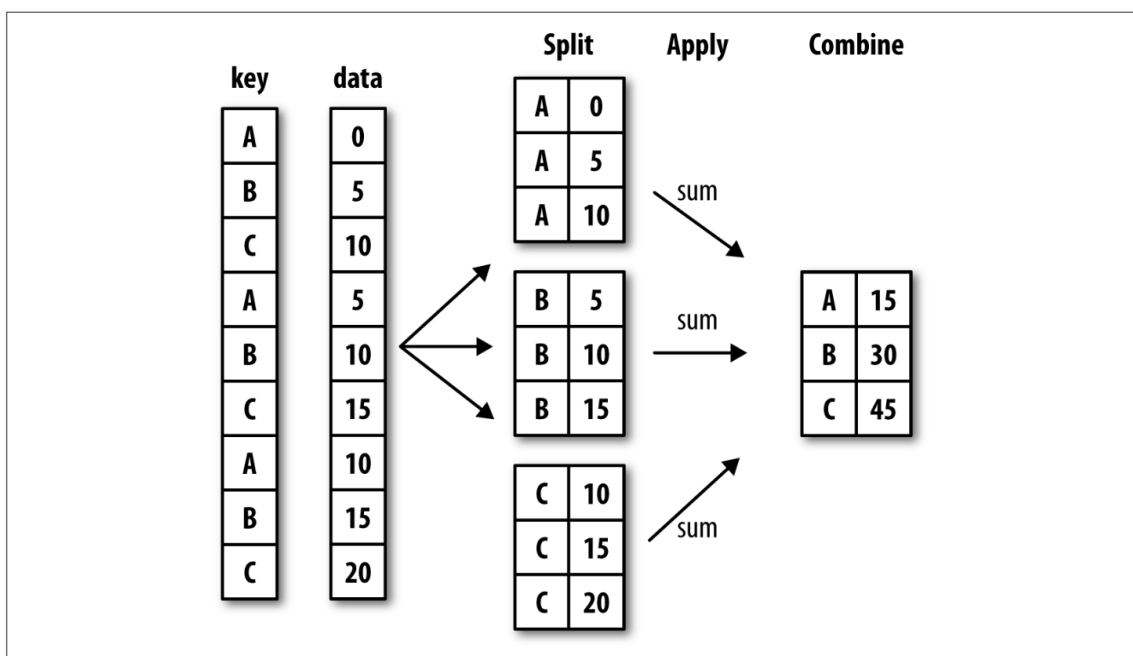 Split Apply Combine
key data
A 0
B 5
C 10
A 5
B 10
C 15
A 10
B 15
C 20
A 0
A 5
A 10
B 5
B 10
B 15
C 10
C 15
C 20
sum
sum
sum
A 15
B 30
C 45